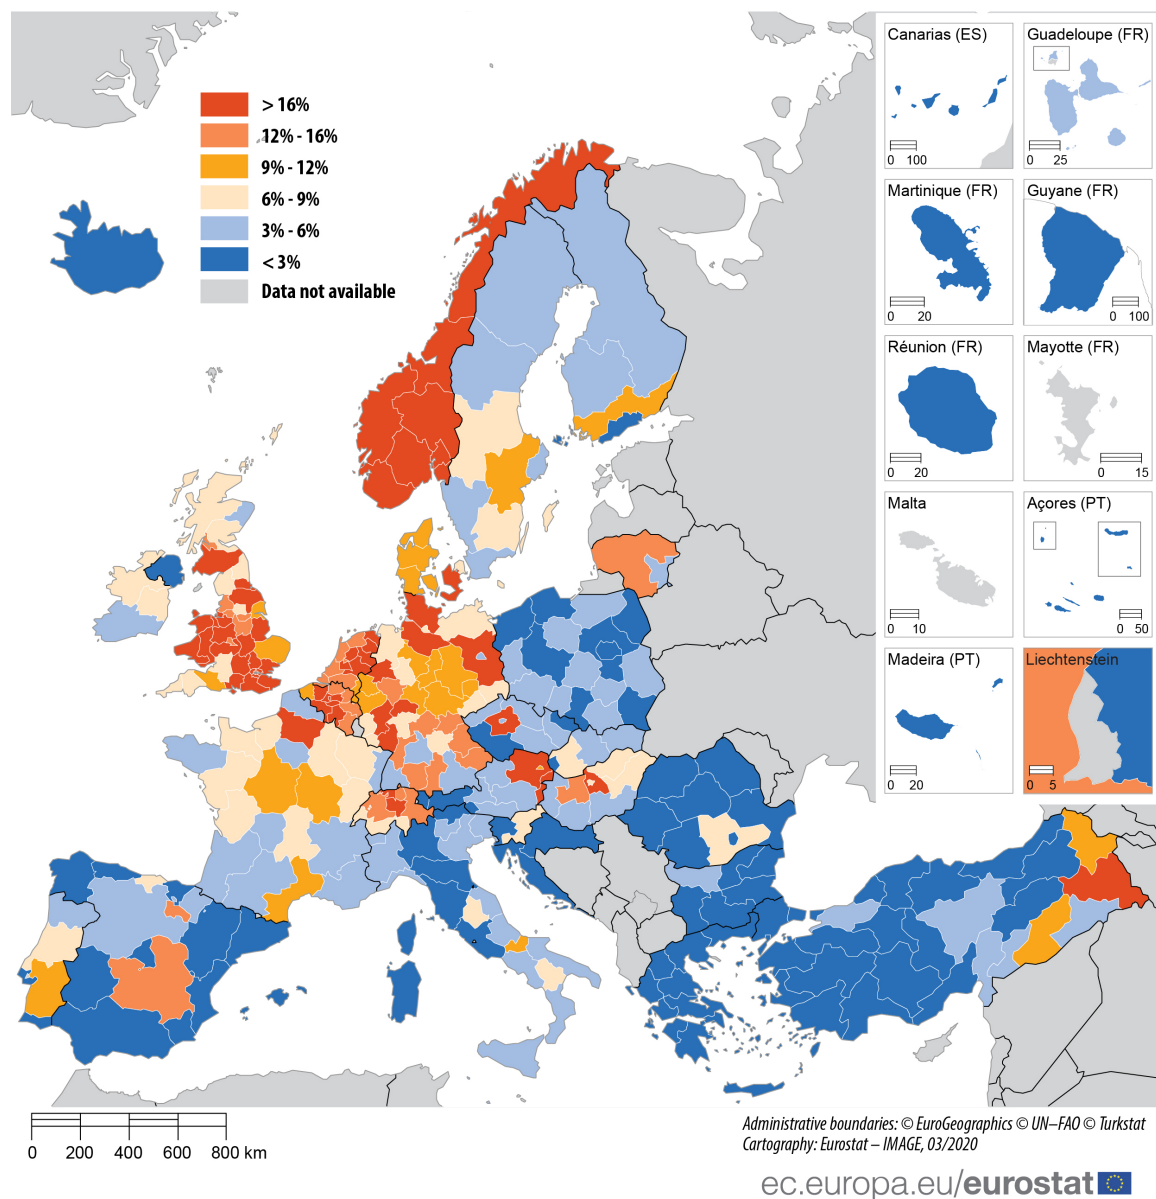 > 16%
12% - 16%
9% - 12%
6% - 9%
3% - 6%
< 3%
Data not available
Canarias (ES)
0 100
Guadeloupe (FR)
0 25
Martinique (FR)
0 20
Guyane (FR)
0 100
Réunion (FR)
0 20
Mayotte (FR)
0 15
Malta
0 10
Açores (PT)
0 50
Madeira (PT)
0 20
Liechtenstein
0 5
0 200 400 600 800 km
Administrative boundaries: © EuroGeographics © UN–FAO © Turkstat
Cartography: Eurostat – IMAGE, 03/2020
ec.europa.eu/eurostat